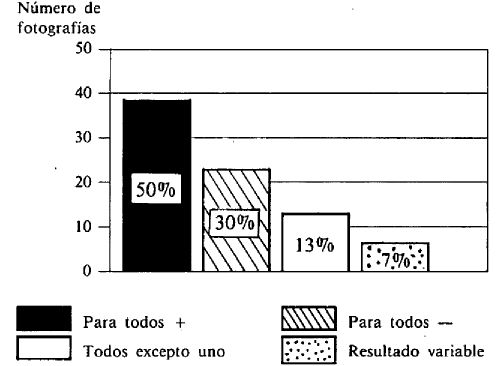 Número de
fotografías
50
40
30
20
10
0
50%
30%
13%
7%
Para todos +
Para todos —
Todos excepto uno
Resultado variable